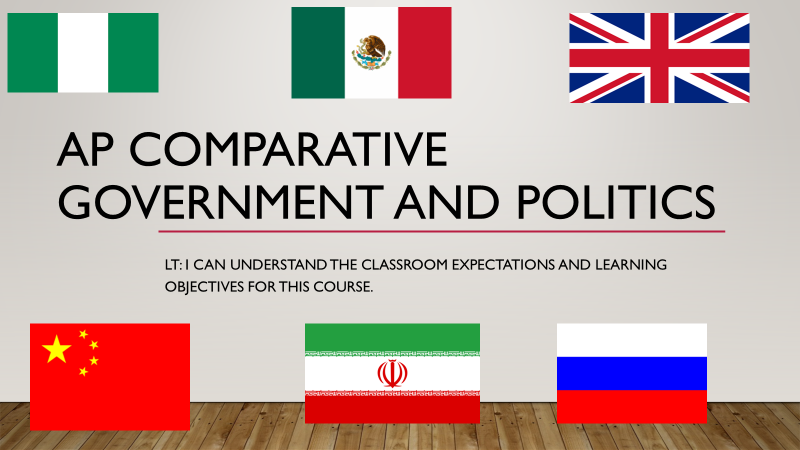 AP COMPARATIVE
GOVERNMENT AND POLITICS
LT: I CAN UNDERSTAND THE CLASSROOM EXPECTATIONS AND LEARNING
OBJECTIVES FOR THIS COURSE.